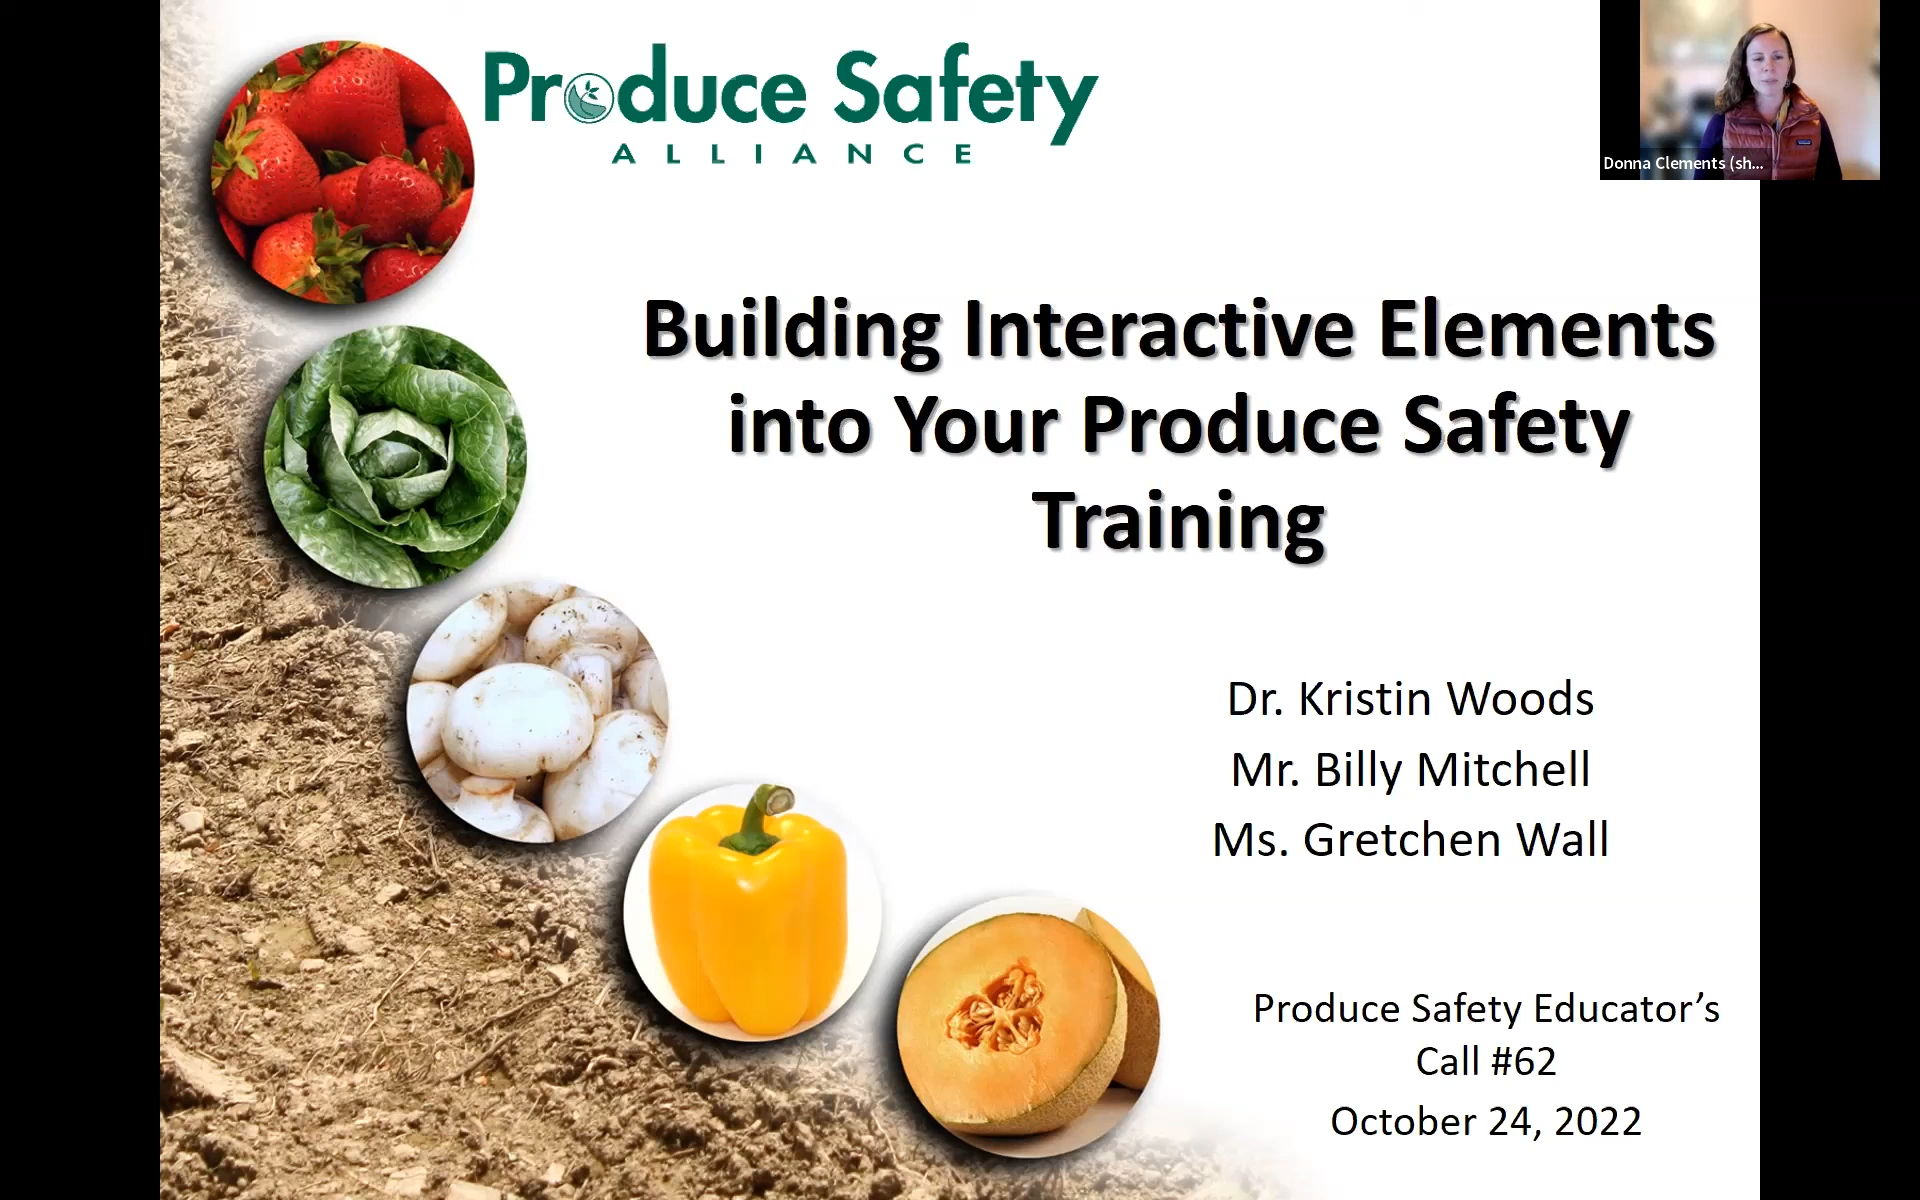 Produce Safety
ALLIANCE
Donna Clements (sh...
Building Interactive Elements
into Your Produce Safety
Training
Dr. Kristin Woods
Mr. Billy Mitchell
Ms. Gretchen Wall
Produce Safety Educator’s
Call #62
October 24, 2022